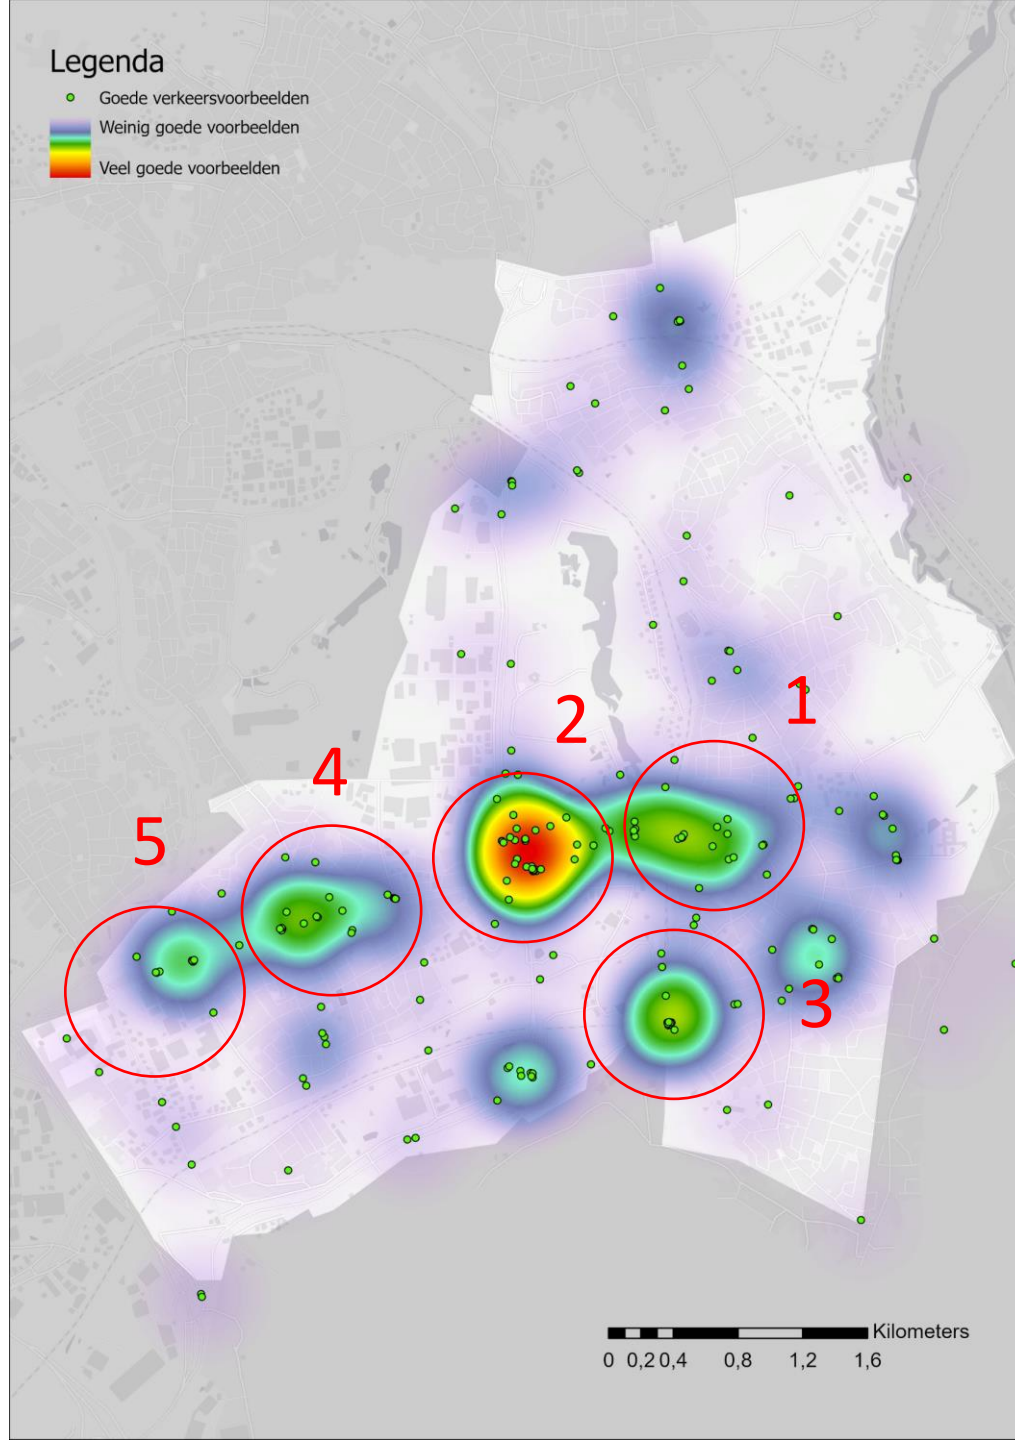 Legenda
Goede verkeersvoorbeelden
Weinig goede voorbeelden
Veel goede voorbeelden
1
2
4
5
3
Kilometers
0 0,2 0,4 0,8 1,2 1,6